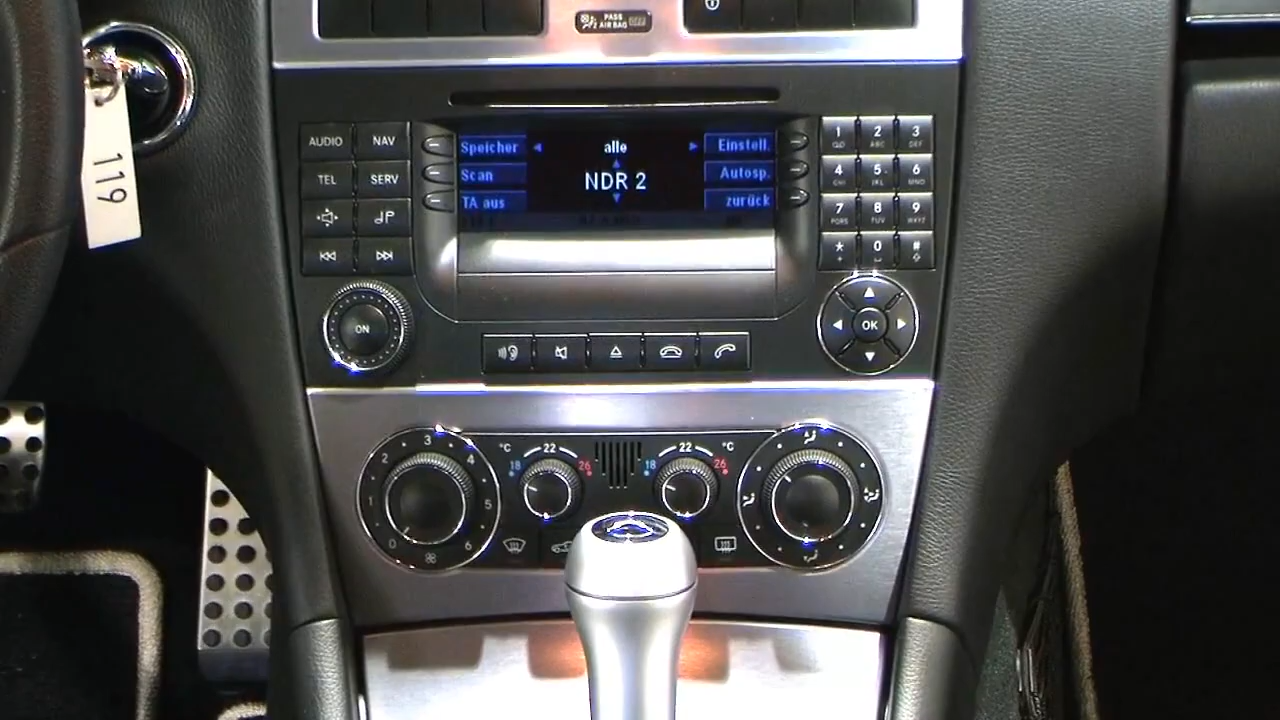 PASS
AIR BAG OFF
119
AUDIO NAV
TEL SERV
ON
Speicher
Scan
TA aus
alle
NDR 2
Einstell.
Autosp.
zurück
1 2 3
ABC DEF
4 5 6
GHI JKL MNO
7 8 9
PQRS TUV WXYZ
* 0 #
OK
0 1 2 3 4 5 6
°C 18 22 26
18 22 26 °C